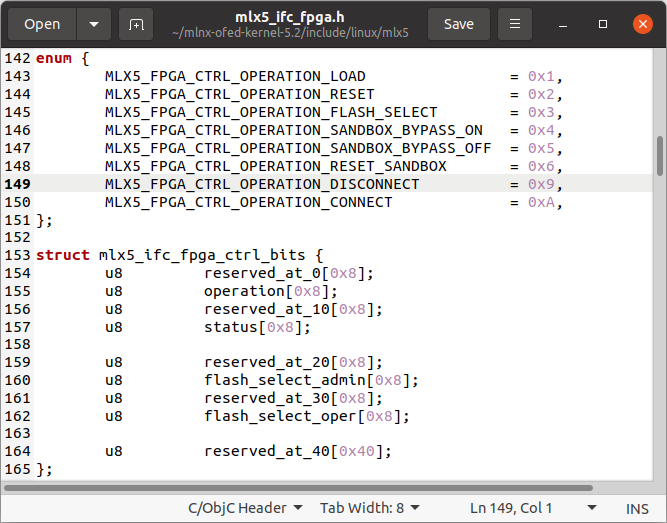 Open
mlx5_ifc_fpga.h
~/mlnx-ofed-kernel-5.2/include/linux/mlx5
Save
142 enum {
143 MLX5_FPGA_CTRL_OPERATION_LOAD = 0x1,
144 MLX5_FPGA_CTRL_OPERATION_RESET = 0x2,
145 MLX5_FPGA_CTRL_OPERATION_FLASH_SELECT = 0x3,
146 MLX5_FPGA_CTRL_OPERATION_SANDBOX_BYPASS_ON = 0x4,
147 MLX5_FPGA_CTRL_OPERATION_SANDBOX_BYPASS_OFF = 0x5,
148 MLX5_FPGA_CTRL_OPERATION_RESET_SANDBOX = 0x6,
149 MLX5_FPGA_CTRL_OPERATION_DISCONNECT = 0x9,
150 MLX5_FPGA_CTRL_OPERATION_CONNECT = 0xA,
151 };
152
153 struct mlx5_ifc_fpga_ctrl_bits {
154 u8 reserved_at_0[0x8];
155 u8 operation[0x8];
156 u8 reserved_at_10[0x8];
157 u8 status[0x8];
158
159 u8 reserved_at_20[0x8];
160 u8 flash_select_admin[0x8];
161 u8 reserved_at_30[0x8];
162 u8 flash_select_oper[0x8];
163
164 u8 reserved_at_40[0x40];
165 };
C/ObjC Header Tab Width: 8 Ln 149, Col 1 INS